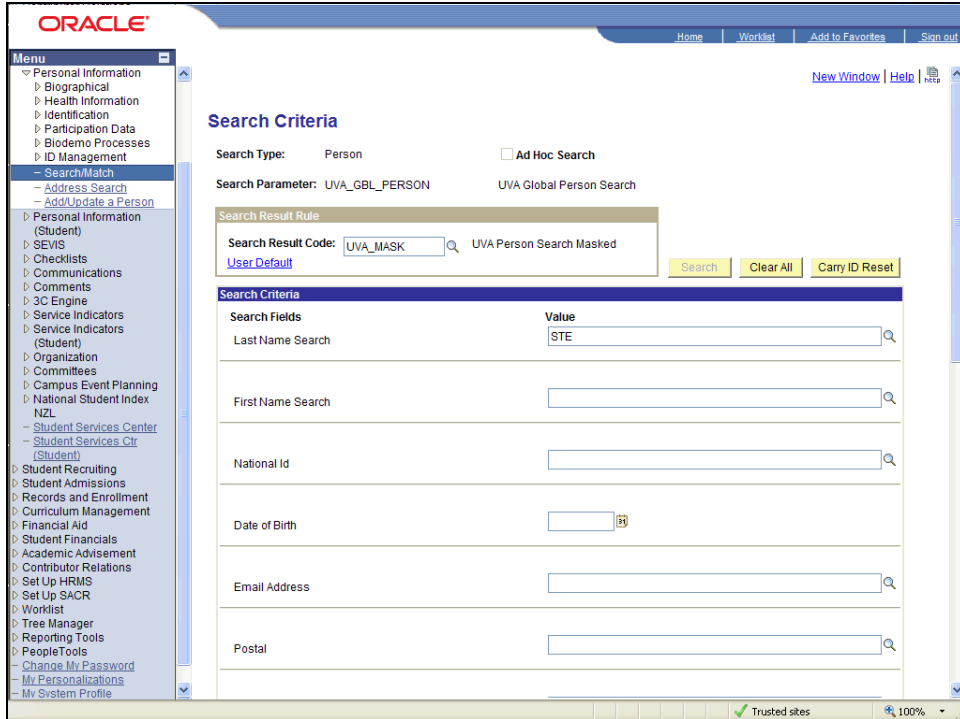 ORACLE'
Home Worklist Add to Favorites Sign out
Menu
Personal Information
Biographical
Health Information
Identification
Participation Data
Biodemo Processes
ID Management
Search/Match
Address Search
Add/Update a Person
Personal Information
(Student)
SEVIS
Checklists
Communications
Comments
3C Engine
Service Indicators
Service Indicators
(Student)
Organization
Committees
Campus Event Planning
National Student Index
NZL
Student Services Center
Student Services Ctr
(Student)
Student Recruiting
Student Admissions
Records and Enrollment
Curriculum Management
Financial Aid
Student Financials
Academic Advisement
Contributor Relations
Set Up HRMS
Set Up SACR
Worklist
Tree Manager
Reporting Tools
PeopleTools
Change My Password
My Personalizations
My System Profile
New Window | Help | http
Search Criteria
Search Type: Person Ad Hoc Search
Search Parameter: UVA_GBL_PERSON UVA Global Person Search
Search Result Rule
Search Result Code: UVA_MASK UVA Person Search Masked
User Default
Search Clear All Carry ID Reset
Search Criteria
Search Fields Value
Last Name Search STE
First Name Search
National Id
Date of Birth 31
Email Address
Postal
Trusted sites 100%